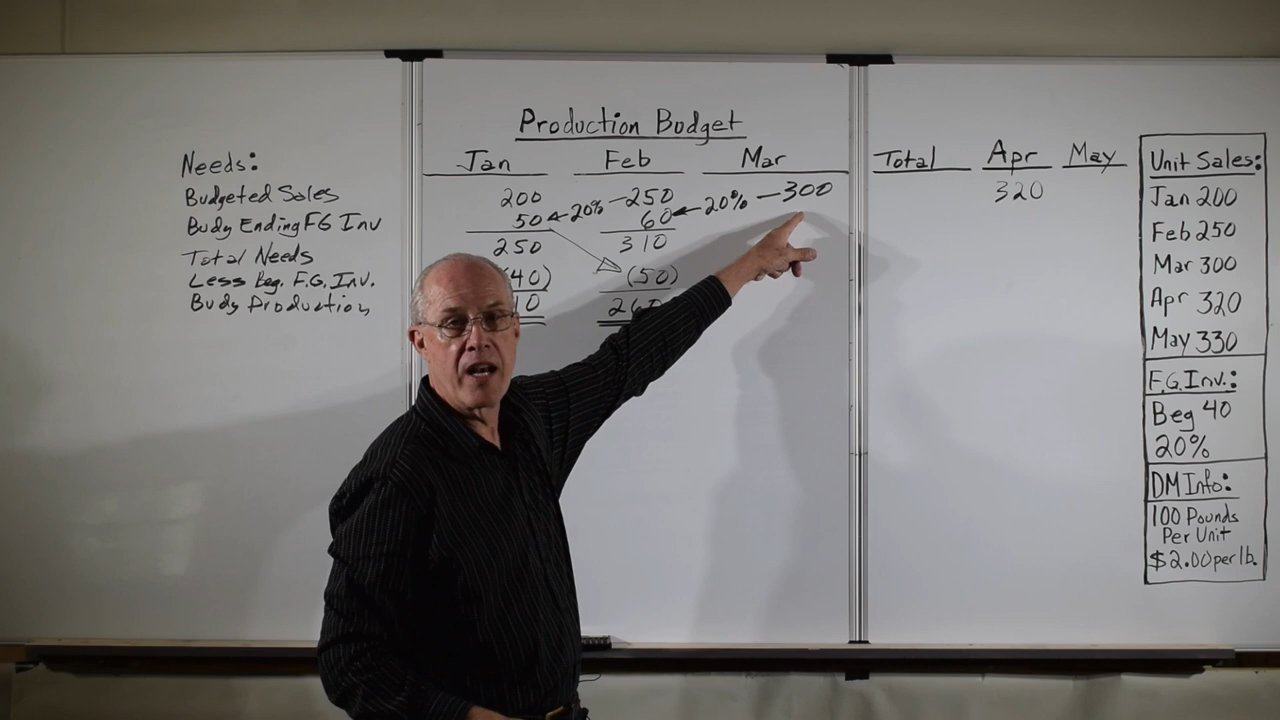 Production Budget
Jan Feb Mar Total Apr May
Needs:
Budgeted Sales 200 20% 250 20% 300 320
Budg Ending FG Inv 50 60
Total Needs 250 310
Less Beg. F.G. Inv. 40) (50)
Budg Production 10 260
Unit Sales:
Jan 200
Feb 250
Mar 300
Apr 320
May 330
F.G. Inv.:
Beg 40
20%
DM Info:
100 Pounds
Per Unit
$2.00 per lb.